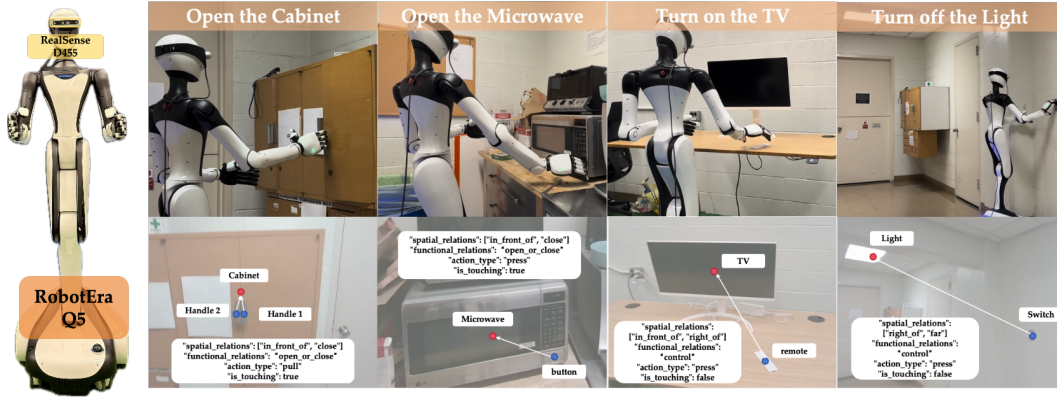 RealSense
D455
RobotEra
Q5
Open the Cabinet
Open the Microwave
Turn on the TV
Turn off the Light
Cabinet
Handle 2
Handle 1
"spatial_relations": ["in_front_of", "close"]
"functional_relations": "open_or_close"
"action_type": "pull"
"is_touching": true
"spatial_relations": ["in_front_of", "close"]
"functional_relations": "open_or_close"
"action_type": "press"
"is_touching": true
Microwave
button
TV
remote
"spatial_relations":
["in_front_of", "right_of"]
"functional_relations":
"control"
"action_type": "press"
"is_touching": false
Light
Switch
"spatial_relations":
["right_of", "far"]
"functional_relations":
"control"
"action_type": "press"
"is_touching": false